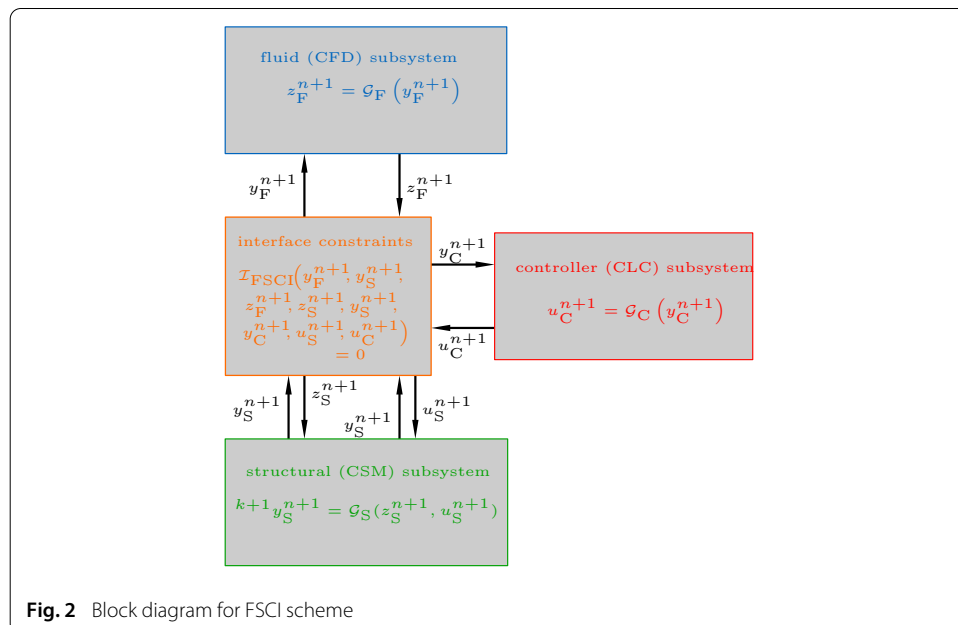 fluid (CFD) subsystem
z_F^{n+1} = 𝒢_F (y_F^{n+1})
y_F^{n+1}
z_F^{n+1}
interface constraints
ℐ_FSCI(y_F^{n+1}, y_S^{n+1},
z_F^{n+1}, z_S^{n+1}, y_S^{n+1},
y_C^{n+1}, u_S^{n+1}, u_C^{n+1})
= 0
y_C^{n+1}
u_C^{n+1}
controller (CLC) subsystem
u_C^{n+1} = 𝒢_C (y_C^{n+1})
y_S^{n+1}
z_S^{n+1}
y_S^{n+1}
u_S^{n+1}
structural (CSM) subsystem
^{k+1}y_S^{n+1} = 𝒢_S(z_S^{n+1}, u_S^{n+1})
Fig. 2 Block diagram for FSCI scheme